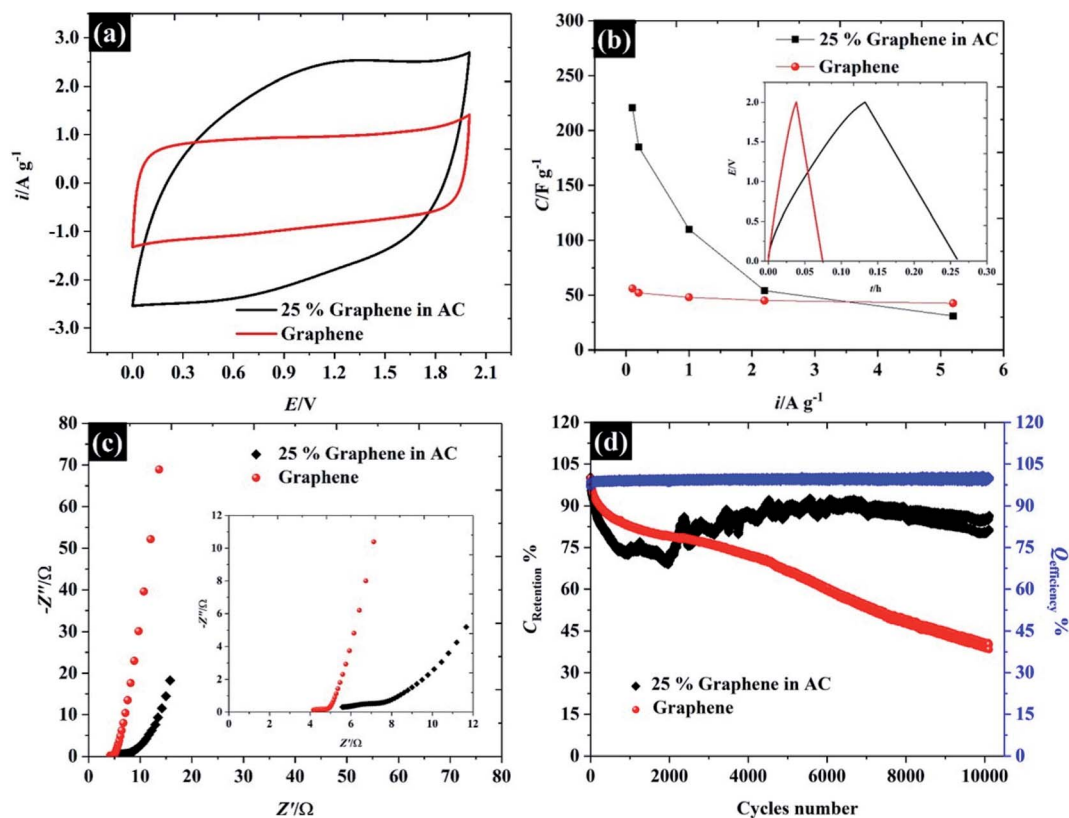 (a)
3.0
2.0
1.0
0.0
-1.0
-2.0
-3.0
i/A g-1
25 % Graphene in AC
Graphene
0.0 0.3 0.6 0.9 1.2 1.5 1.8 2.1
E/V
(b)
300
250
200
150
100
50
0
C/F g-1
25 % Graphene in AC
Graphene
2.0
1.5
1.0
0.5
0.0
E/V
0.00 0.05 0.10 0.15 0.20 0.25 0.30
t/h
0 1 2 3 4 5 6
i/A g-1
(c)
80
70
60
50
40
30
20
10
0
-Z''/Ω
25 % Graphene in AC
Graphene
12
10
8
6
4
2
0
-Z''/Ω
0 2 4 6 8 10 12
Z'/Ω
0 10 20 30 40 50 60 70 80
Z'/Ω
(d)
120
105
90
75
60
45
30
15
0
CRetention %
25 % Graphene in AC
Graphene
120
105
90
75
60
45
30
15
0
Qefficiency %
0 2000 4000 6000 8000 10000
Cycles number